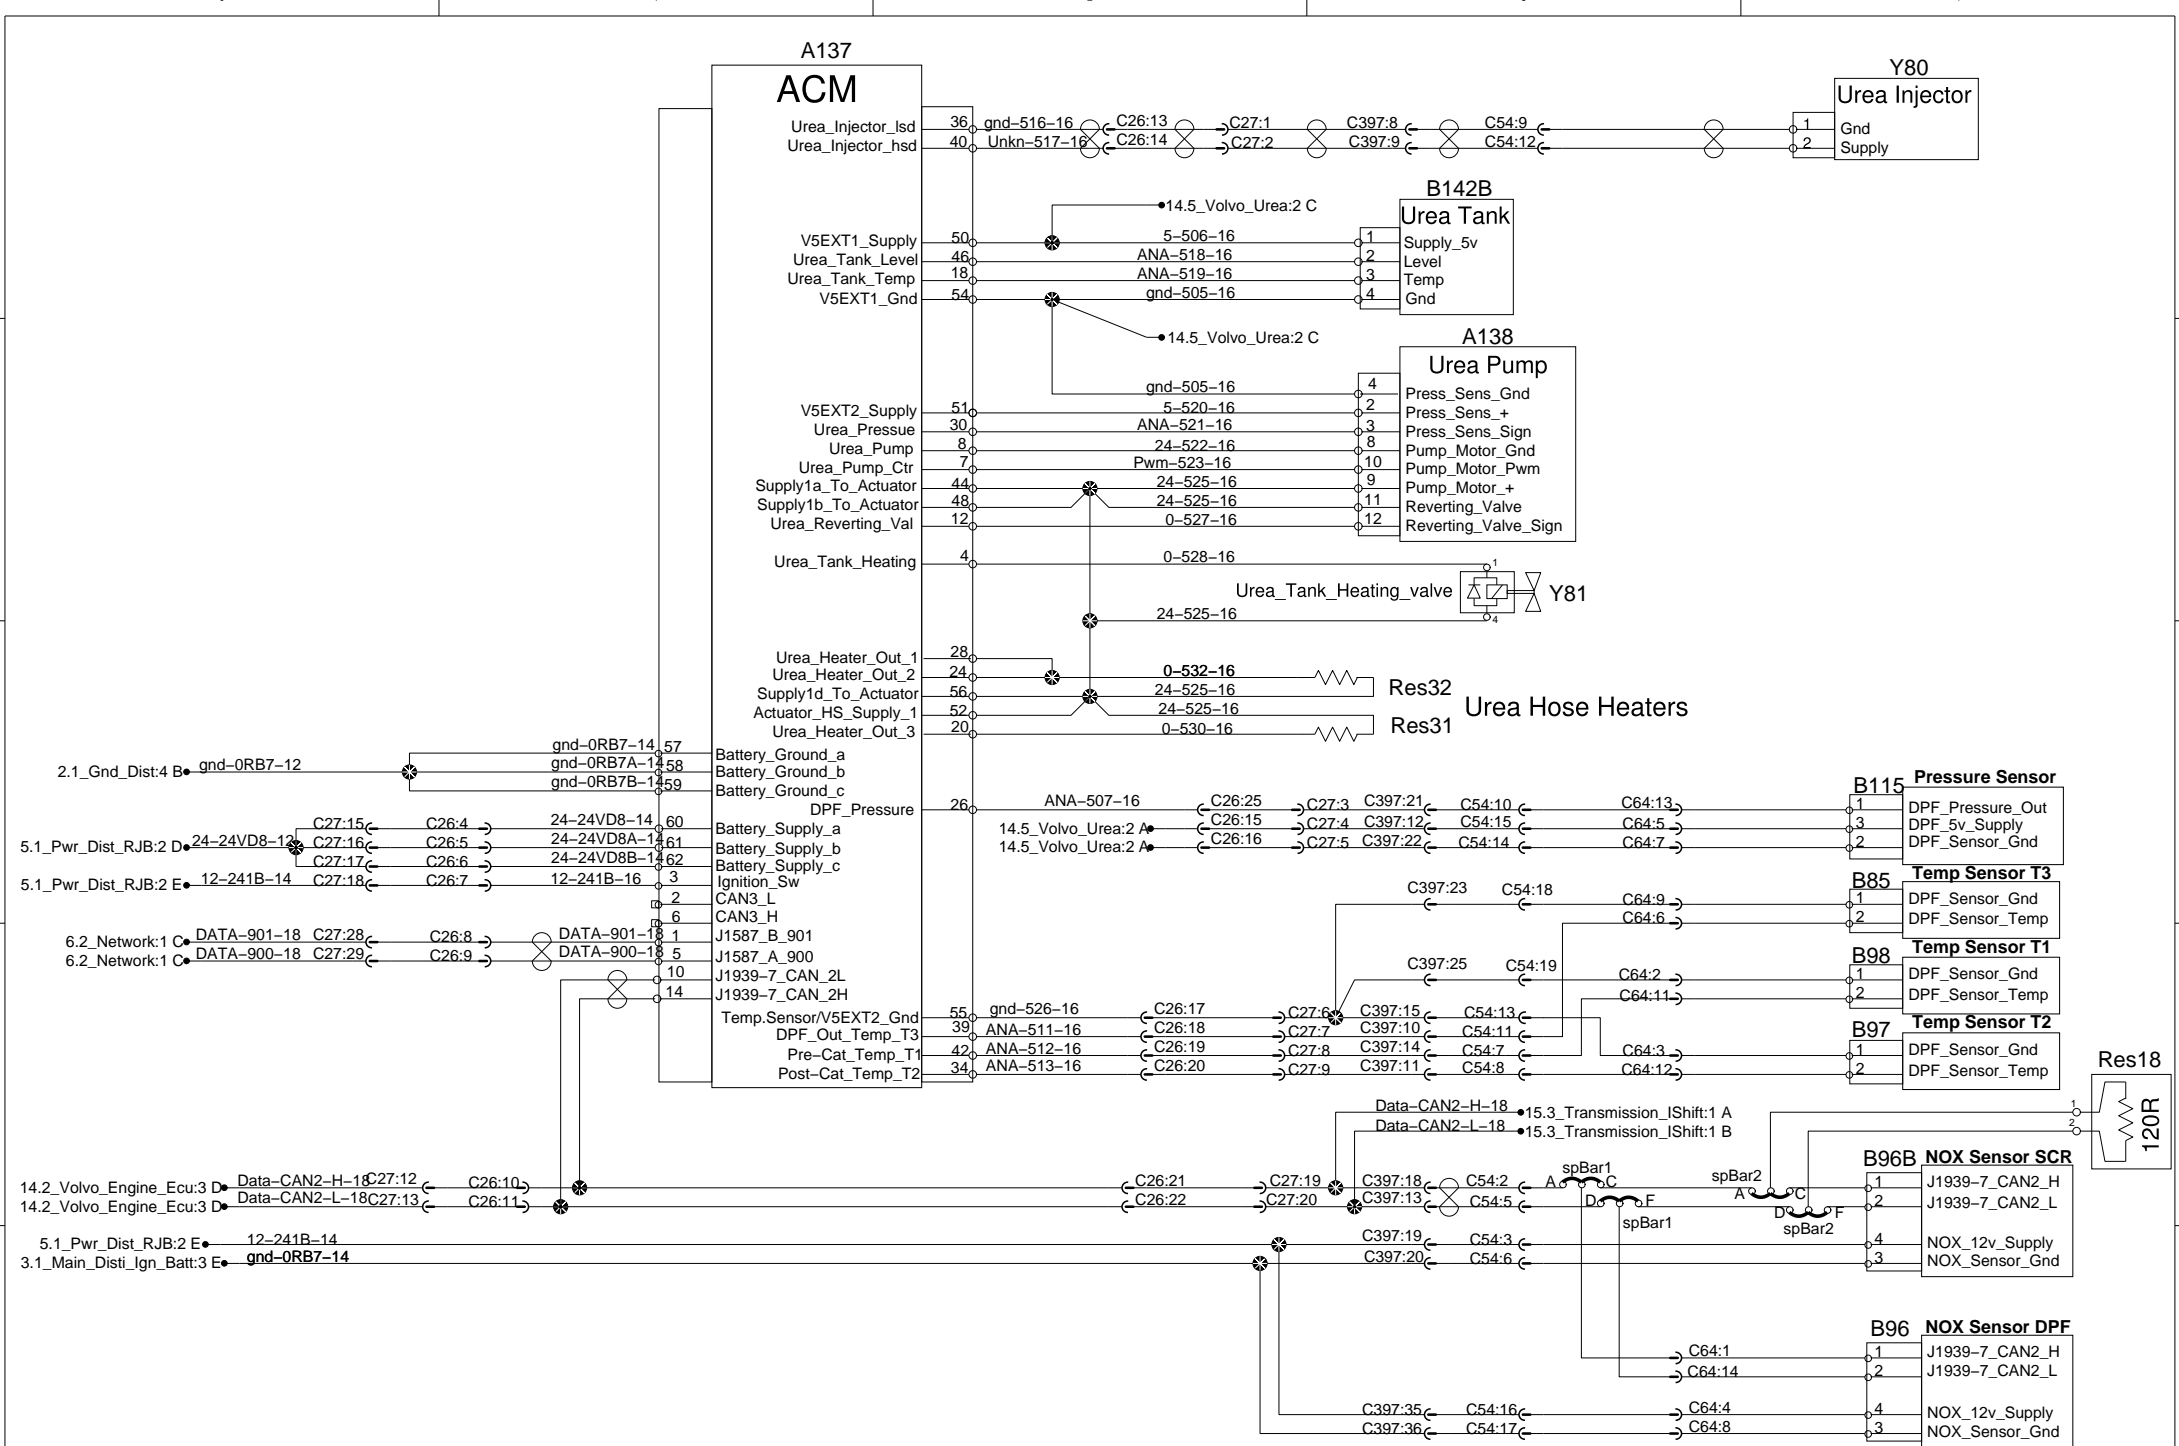 A137
ACM
Y80
Urea Injector
Urea_Injector_lsd 36 gnd–516–16 C26:13 C27:1 C397:8 C54:9 1 Gnd
Urea_Injector_hsd 40 Unkn–517–16 C26:14 C27:2 C397:9 C54:12 2 Supply
B142B
Urea Tank
14.5_Volvo_Urea:2 C
V5EXT1_Supply 50 5–506–16 1 Supply_5v
Urea_Tank_Level 46 ANA–518–16 2 Level
Urea_Tank_Temp 18 ANA–519–16 3 Temp
V5EXT1_Gnd 54 gnd–505–16 4 Gnd
14.5_Volvo_Urea:2 C
A138
Urea Pump
gnd–505–16 4 Press_Sens_Gnd
V5EXT2_Supply 51 5–520–16 2 Press_Sens_+
Urea_Pressue 30 ANA–521–16 3 Press_Sens_Sign
Urea_Pump 8 24–522–16 8 Pump_Motor_Gnd
Urea_Pump_Ctr 7 Pwm–523–16 10 Pump_Motor_Pwm
Supply1a_To_Actuator 44 24–525–16 9 Pump_Motor_+
Supply1b_To_Actuator 48 24–525–16 11 Reverting_Valve
Urea_Reverting_Val 12 0–527–16 12 Reverting_Valve_Sign
Urea_Tank_Heating 4 0–528–16 1
Urea_Tank_Heating_valve Y81
24–525–16 4
Urea_Heater_Out_1 28
Urea_Heater_Out_2 24 0–532–16
Supply1d_To_Actuator 56 24–525–16 Res32
Urea Hose Heaters
Actuator_HS_Supply_1 52 24–525–16 Res31
Urea_Heater_Out_3 20 0–530–16
gnd–0RB7–14 57 Battery_Ground_a
2.1_Gnd_Dist:4 B gnd–0RB7–12 gnd–0RB7A–14 58 Battery_Ground_b
gnd–0RB7B–14 59 Battery_Ground_c
B115 Pressure Sensor
DPF_Pressure 26 ANA–507–16 C26:25 C27:3 C397:21 C54:10 C64:13 1 DPF_Pressure_Out
C27:15 C26:4 24–24VD8–14 60 Battery_Supply_a
14.5_Volvo_Urea:2 A C26:15 C27:4 C397:12 C54:15 C64:5 3 DPF_5v_Supply
5.1_Pwr_Dist_RJB:2 D 24–24VD8–12 C27:16 C26:5 24–24VD8A–14 61 Battery_Supply_b
14.5_Volvo_Urea:2 A C26:16 C27:5 C397:22 C54:14 C64:7 2 DPF_Sensor_Gnd
C27:17 C26:6 24–24VD8B–14 62 Battery_Supply_c
5.1_Pwr_Dist_RJB:2 E 12–241B–14 C27:18 C26:7 12–241B–16 3 Ignition_Sw
B85 Temp Sensor T3
2 CAN3_L
C397:23 C54:18 C64:9 1 DPF_Sensor_Gnd
6 CAN3_H
C64:6 2 DPF_Sensor_Temp
6.2_Network:1 C DATA–901–18 C27:28 C26:8 DATA–901–18 1 J1587_B_901
6.2_Network:1 C DATA–900–18 C27:29 C26:9 DATA–900–18 5 J1587_A_900
B98 Temp Sensor T1
10 J1939–7_CAN_2L
C397:25 C54:19 C64:2 1 DPF_Sensor_Gnd
14 J1939–7_CAN_2H
C64:11 2 DPF_Sensor_Temp
B97 Temp Sensor T2
Temp.Sensor/V5EXT2_Gnd 55 gnd–526–16 C26:17 C27:6 C397:15 C54:13
DPF_Out_Temp_T3 39 ANA–511–16 C26:18 C27:7 C397:10 C54:11
Pre–Cat_Temp_T1 42 ANA–512–16 C26:19 C27:8 C397:14 C54:7 C64:3 1 DPF_Sensor_Gnd
Post–Cat_Temp_T2 34 ANA–513–16 C26:20 C27:9 C397:11 C54:8 C64:12 2 DPF_Sensor_Temp
Res18
120R
Data–CAN2–H–18 15.3_Transmission_IShift:1 A 1
Data–CAN2–L–18 15.3_Transmission_IShift:1 B 2
B96B NOX Sensor SCR
spBar1 spBar2
14.2_Volvo_Engine_Ecu:3 D Data–CAN2–H–18 C27:12 C26:10 C26:21 C27:19 C397:18 C54:2 A C A C 1 J1939–7_CAN2_H
14.2_Volvo_Engine_Ecu:3 D Data–CAN2–L–18 C27:13 C26:11 C26:22 C27:20 C397:13 C54:5 D F D F 2 J1939–7_CAN2_L
spBar1 spBar2
5.1_Pwr_Dist_RJB:2 E 12–241B–14 C397:19 C54:3 4 NOX_12v_Supply
3.1_Main_Disti_Ign_Batt:3 E gnd–0RB7–14 C397:20 C54:6 3 NOX_Sensor_Gnd
B96 NOX Sensor DPF
C64:1 1 J1939–7_CAN2_H
C64:14 2 J1939–7_CAN2_L
C397:35 C54:16 C64:4 4 NOX_12v_Supply
C397:36 C54:17 C64:8 3 NOX_Sensor_Gnd